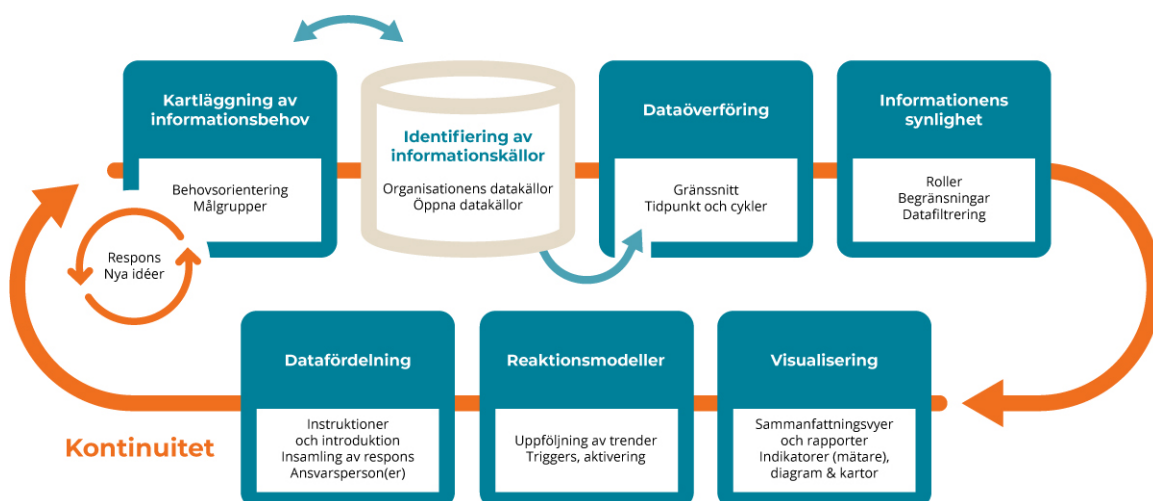 Kartläggning av
informationsbehov
Behovsorientering
Målgrupper
Respons
Nya idéer
Identifiering av
informationskällor
Organisationens datakällor
Öppna datakällor
Dataöverföring
Gränssnitt
Tidpunkt och cykler
Informationens
synlighet
Roller
Begränsningar
Datafiltrering
Visualisering
Sammanfattningsvyer
och rapporter
Indikatorer (mätare),
diagram & kartor
Reaktionsmodeller
Uppföljning av trender
Triggers, aktivering
Datafördelning
Instruktioner
och introduktion
Insamling av respons
Ansvarsperson(er)
Kontinuitet